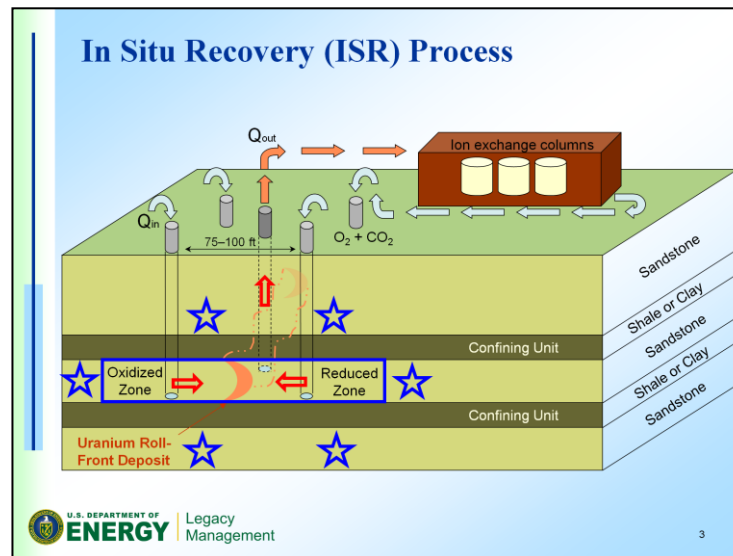 In Situ Recovery (ISR) Process
Qout
Ion exchange columns
Qin
75–100 ft
O2 + CO2
Sandstone
Shale or Clay
Sandstone
Shale or Clay
Sandstone
Confining Unit
Oxidized
Zone
Reduced
Zone
Confining Unit
Uranium Roll-
Front Deposit
U.S. DEPARTMENT OF
ENERGY
Legacy
Management
3